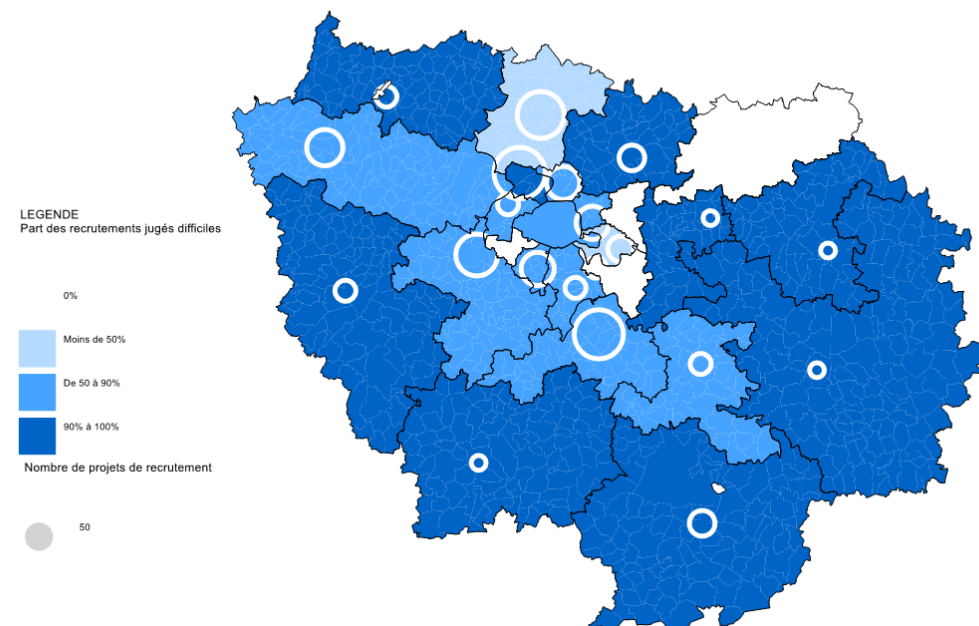 LEGENDE
Part des recrutements jugés difficiles
0%
Moins de 50%
De 50 à 90%
90% à 100%
Nombre de projets de recrutement
50